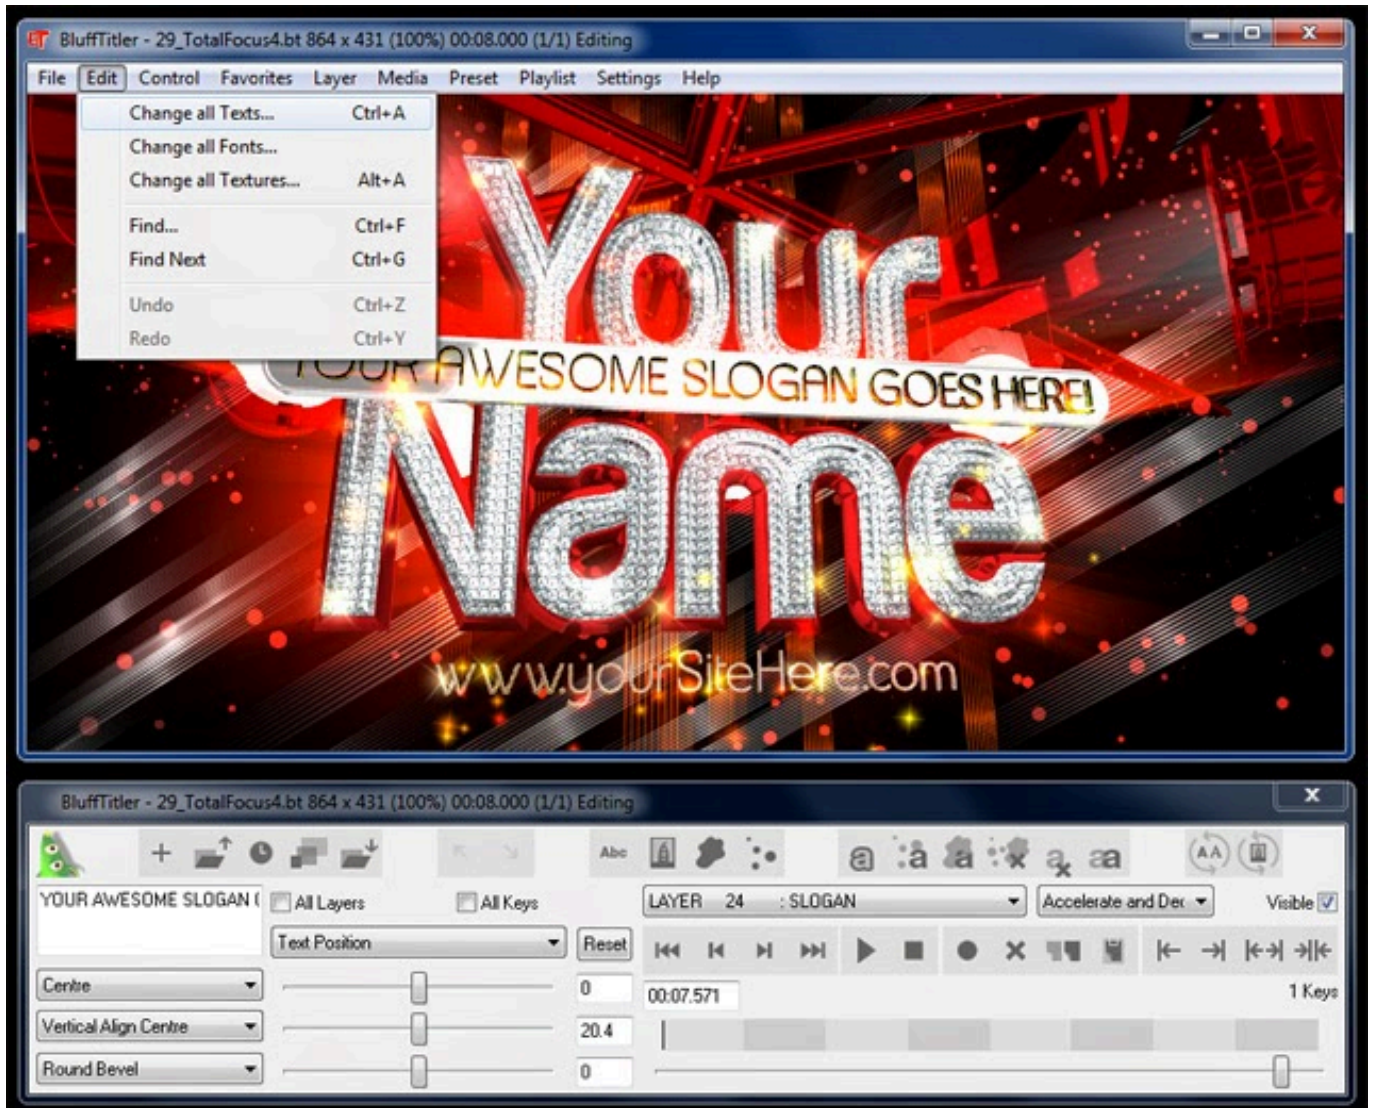 BluffTitler - 29_TotalFocus4.bt 864 x 431 (100%) 00:08.000 (1/1) Editing
File Edit Control Favorites Layer Media Preset Playlist Settings Help
Change all Texts... Ctrl+A
Change all Fonts...
Change all Textures... Alt+A
Find... Ctrl+F
Find Next Ctrl+G
Undo Ctrl+Z
Redo Ctrl+Y
Your
YOUR AWESOME SLOGAN GOES HERE!
Name
www.yourSiteHere.com
BluffTitler - 29_TotalFocus4.bt 864 x 431 (100%) 00:08.000 (1/1) Editing
Abc a a a a aa AA
YOUR AWESOME SLOGAN ( All Layers All Keys LAYER 24 : SLOGAN Accelerate and Dec Visible
Text Position Reset
Centre 0 00:07.571 1 Keys
Vertical Align Centre 20.4
Round Bevel 0